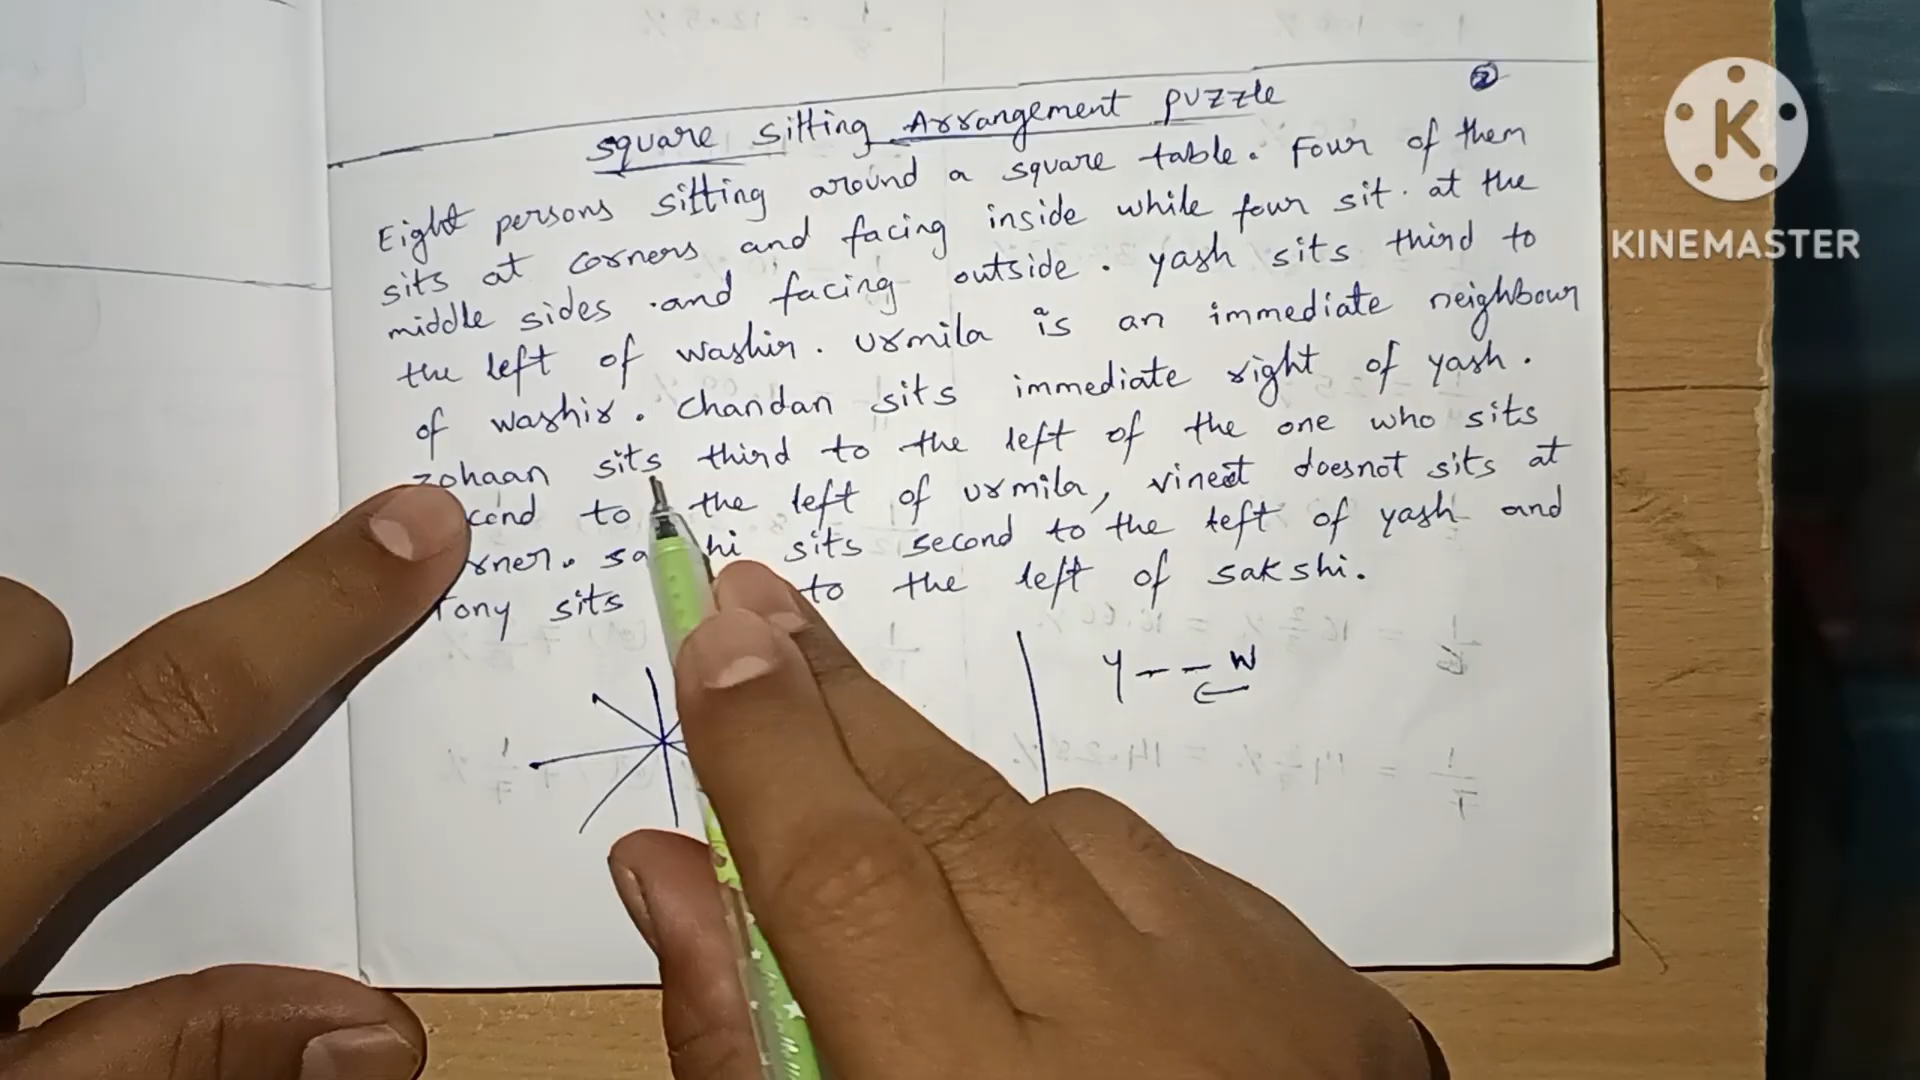 ②
Square Sitting Arrangement puzzle
Eight persons sitting around a square table. Four of them
sits at corners and facing inside while four sit at the
middle sides and facing outside. Yash sits third to
the left of washir. Urmila is an immediate neighbour
of washir. Chandan sits immediate right of yash.
Zohaan sits third to the left of the one who sits
to the left of urmila, vineet doesnot sits at
sits second to the left of yash and
Tony sits to the left of sakshi.
Y - - W
KINEMASTER